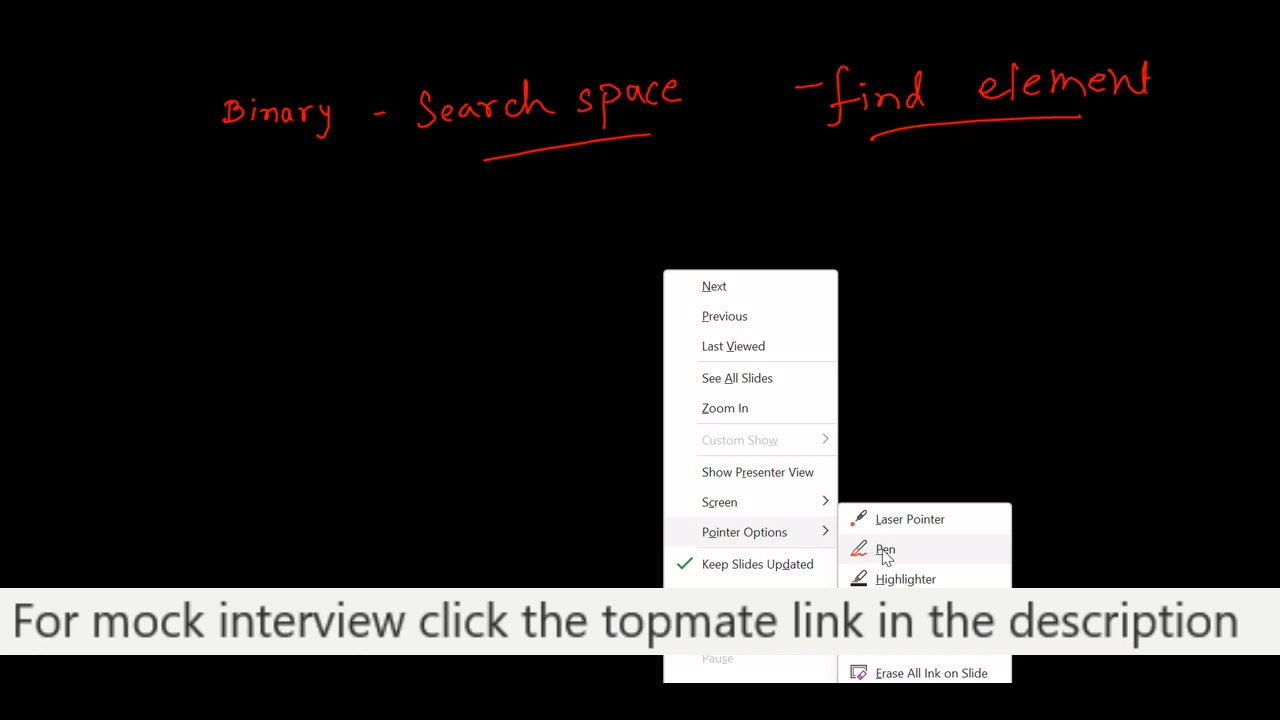 Binary - Search space - find element
Next
Previous
Last Viewed
See All Slides
Zoom In
Custom Show
Show Presenter View
Screen
Pointer Options
Keep Slides Updated
Laser Pointer
Pen
Highlighter
For mock interview click the topmate link in the description
Pause
Erase All Ink on Slide